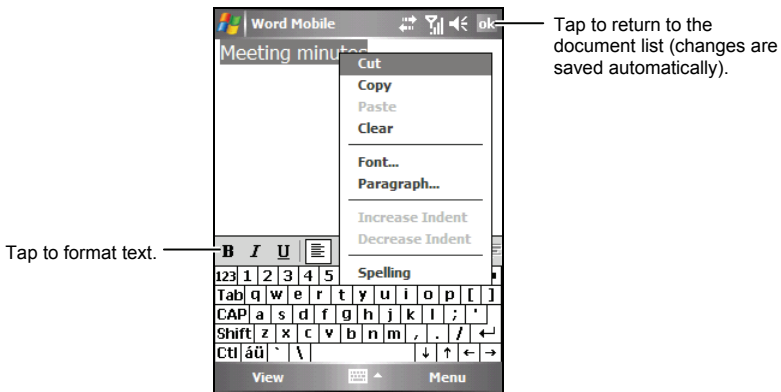 Word Mobile ok
Tap to return to the
document list (changes are
saved automatically).
Meeting minutes
Cut
Copy
Paste
Clear
Font...
Paragraph...
Increase Indent
Decrease Indent
Spelling
Tap to format text.
B I U
123 1 2 3 4 5
Tab q w e r t y u i o p [ ]
CAP a s d f g h j k l ; '
Shift z x c v b n m , . / ↵
Ctl áü ` \ ↓ ↑ ← →
View Menu